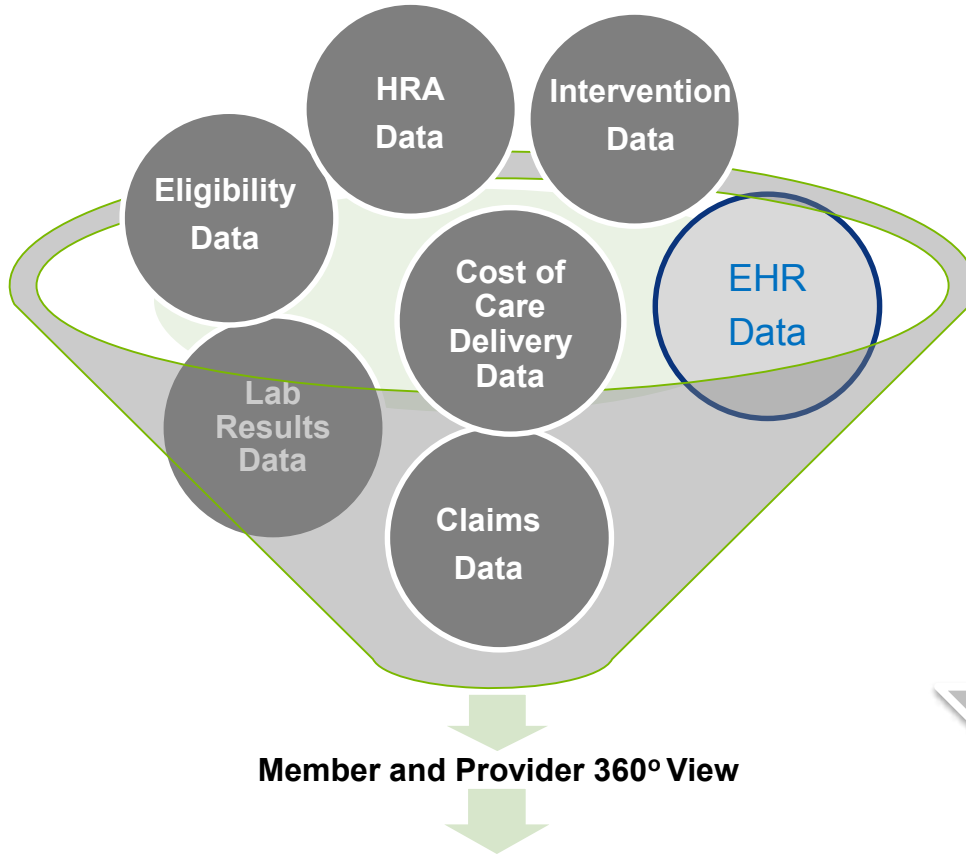 HRA
Data
Intervention
Data
Eligibility
Data
Cost of
Care
Delivery
Data
EHR
Data
Lab
Results
Data
Claims
Data
Member and Provider 360º View